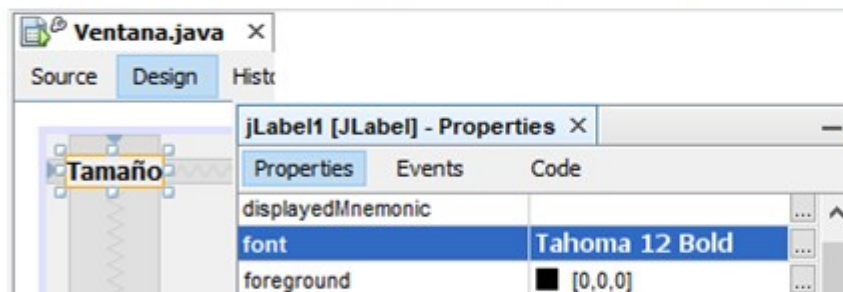 Ventana.java
Source Design Histo
jLabel1 [JLabel] - Properties
Properties Events Code
Tamaño
displayedMnemonic ...
font Tahoma 12 Bold ...
foreground [0,0,0] ...